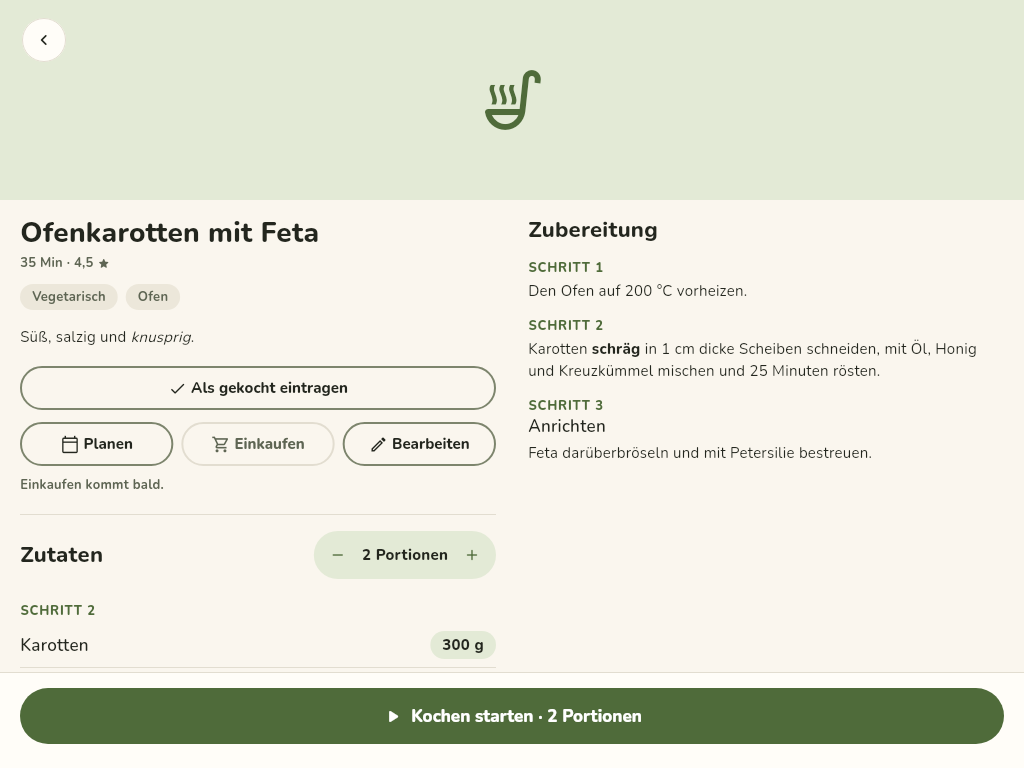 Ofenkarotten mit Feta
35 Min · 4,5 ★
Vegetarisch
Ofen
Süß, salzig und knusprig.
Als gekocht eintragen
Planen
Einkaufen
Bearbeiten
Einkaufen kommt bald.
Zutaten
− 2 Portionen +
SCHRITT 2
Karotten
300 g
Zubereitung
SCHRITT 1
Den Ofen auf 200 °C vorheizen.
SCHRITT 2
Karotten schräg in 1 cm dicke Scheiben schneiden, mit Öl, Honig
und Kreuzkümmel mischen und 25 Minuten rösten.
SCHRITT 3
Anrichten
Feta darüberbröseln und mit Petersilie bestreuen.
Kochen starten · 2 Portionen